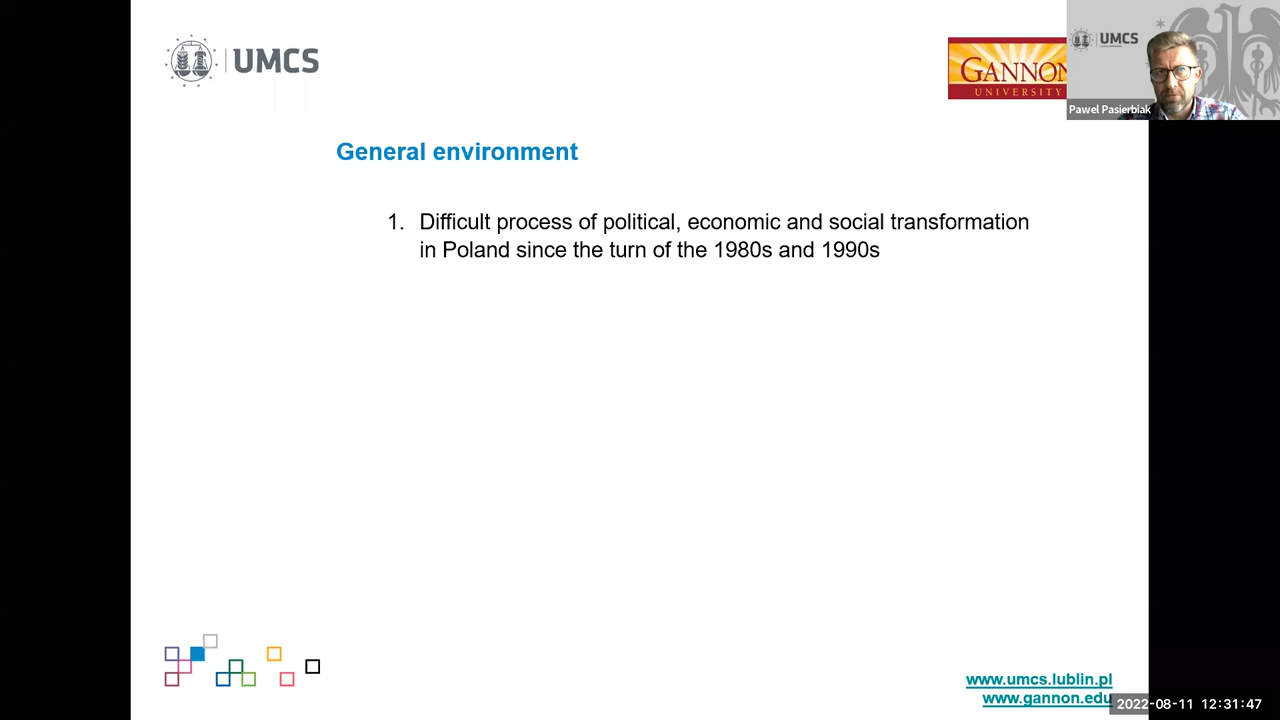 UMCS
GANNON
UNIVERSITY
UMCS
Pawel Pasierbiak
General environment
1. Difficult process of political, economic and social transformation
in Poland since the turn of the 1980s and 1990s
www.umcs.lublin.pl
www.gannon.edu
2022-08-11 12:31:47